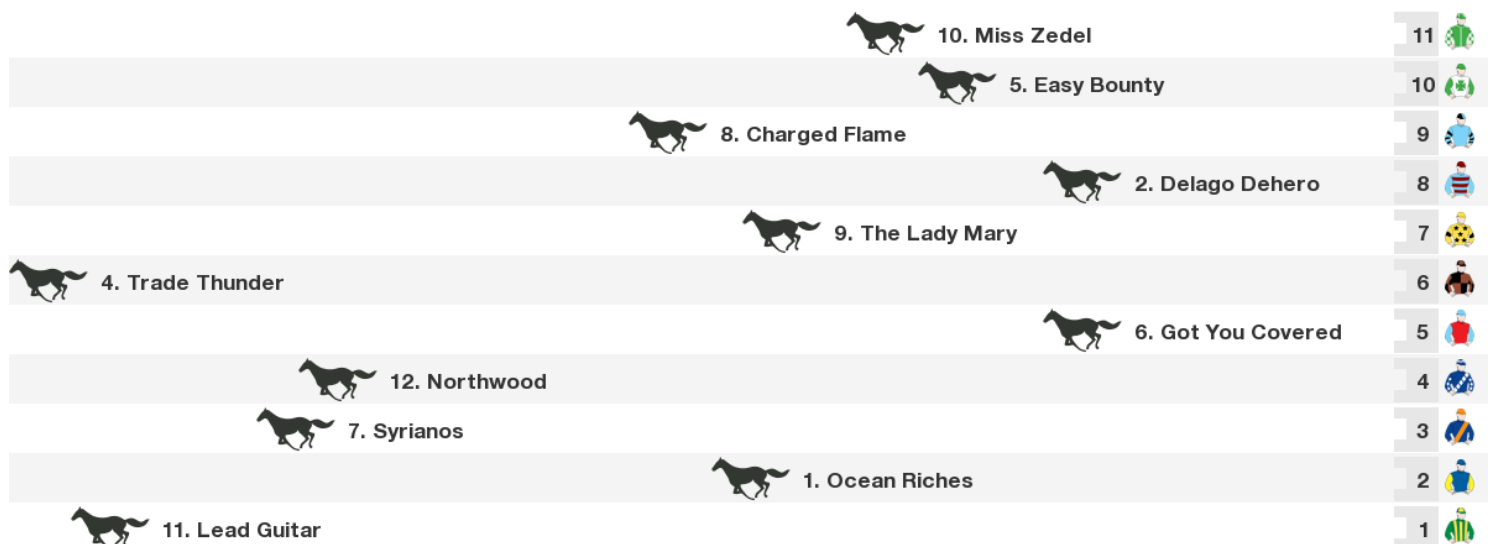 10. Miss Zedel 11
5. Easy Bounty 10
8. Charged Flame 9
2. Delago Dehero 8
9. The Lady Mary 7
4. Trade Thunder 6
6. Got You Covered 5
12. Northwood 4
7. Syrianos 3
1. Ocean Riches 2
11. Lead Guitar 1